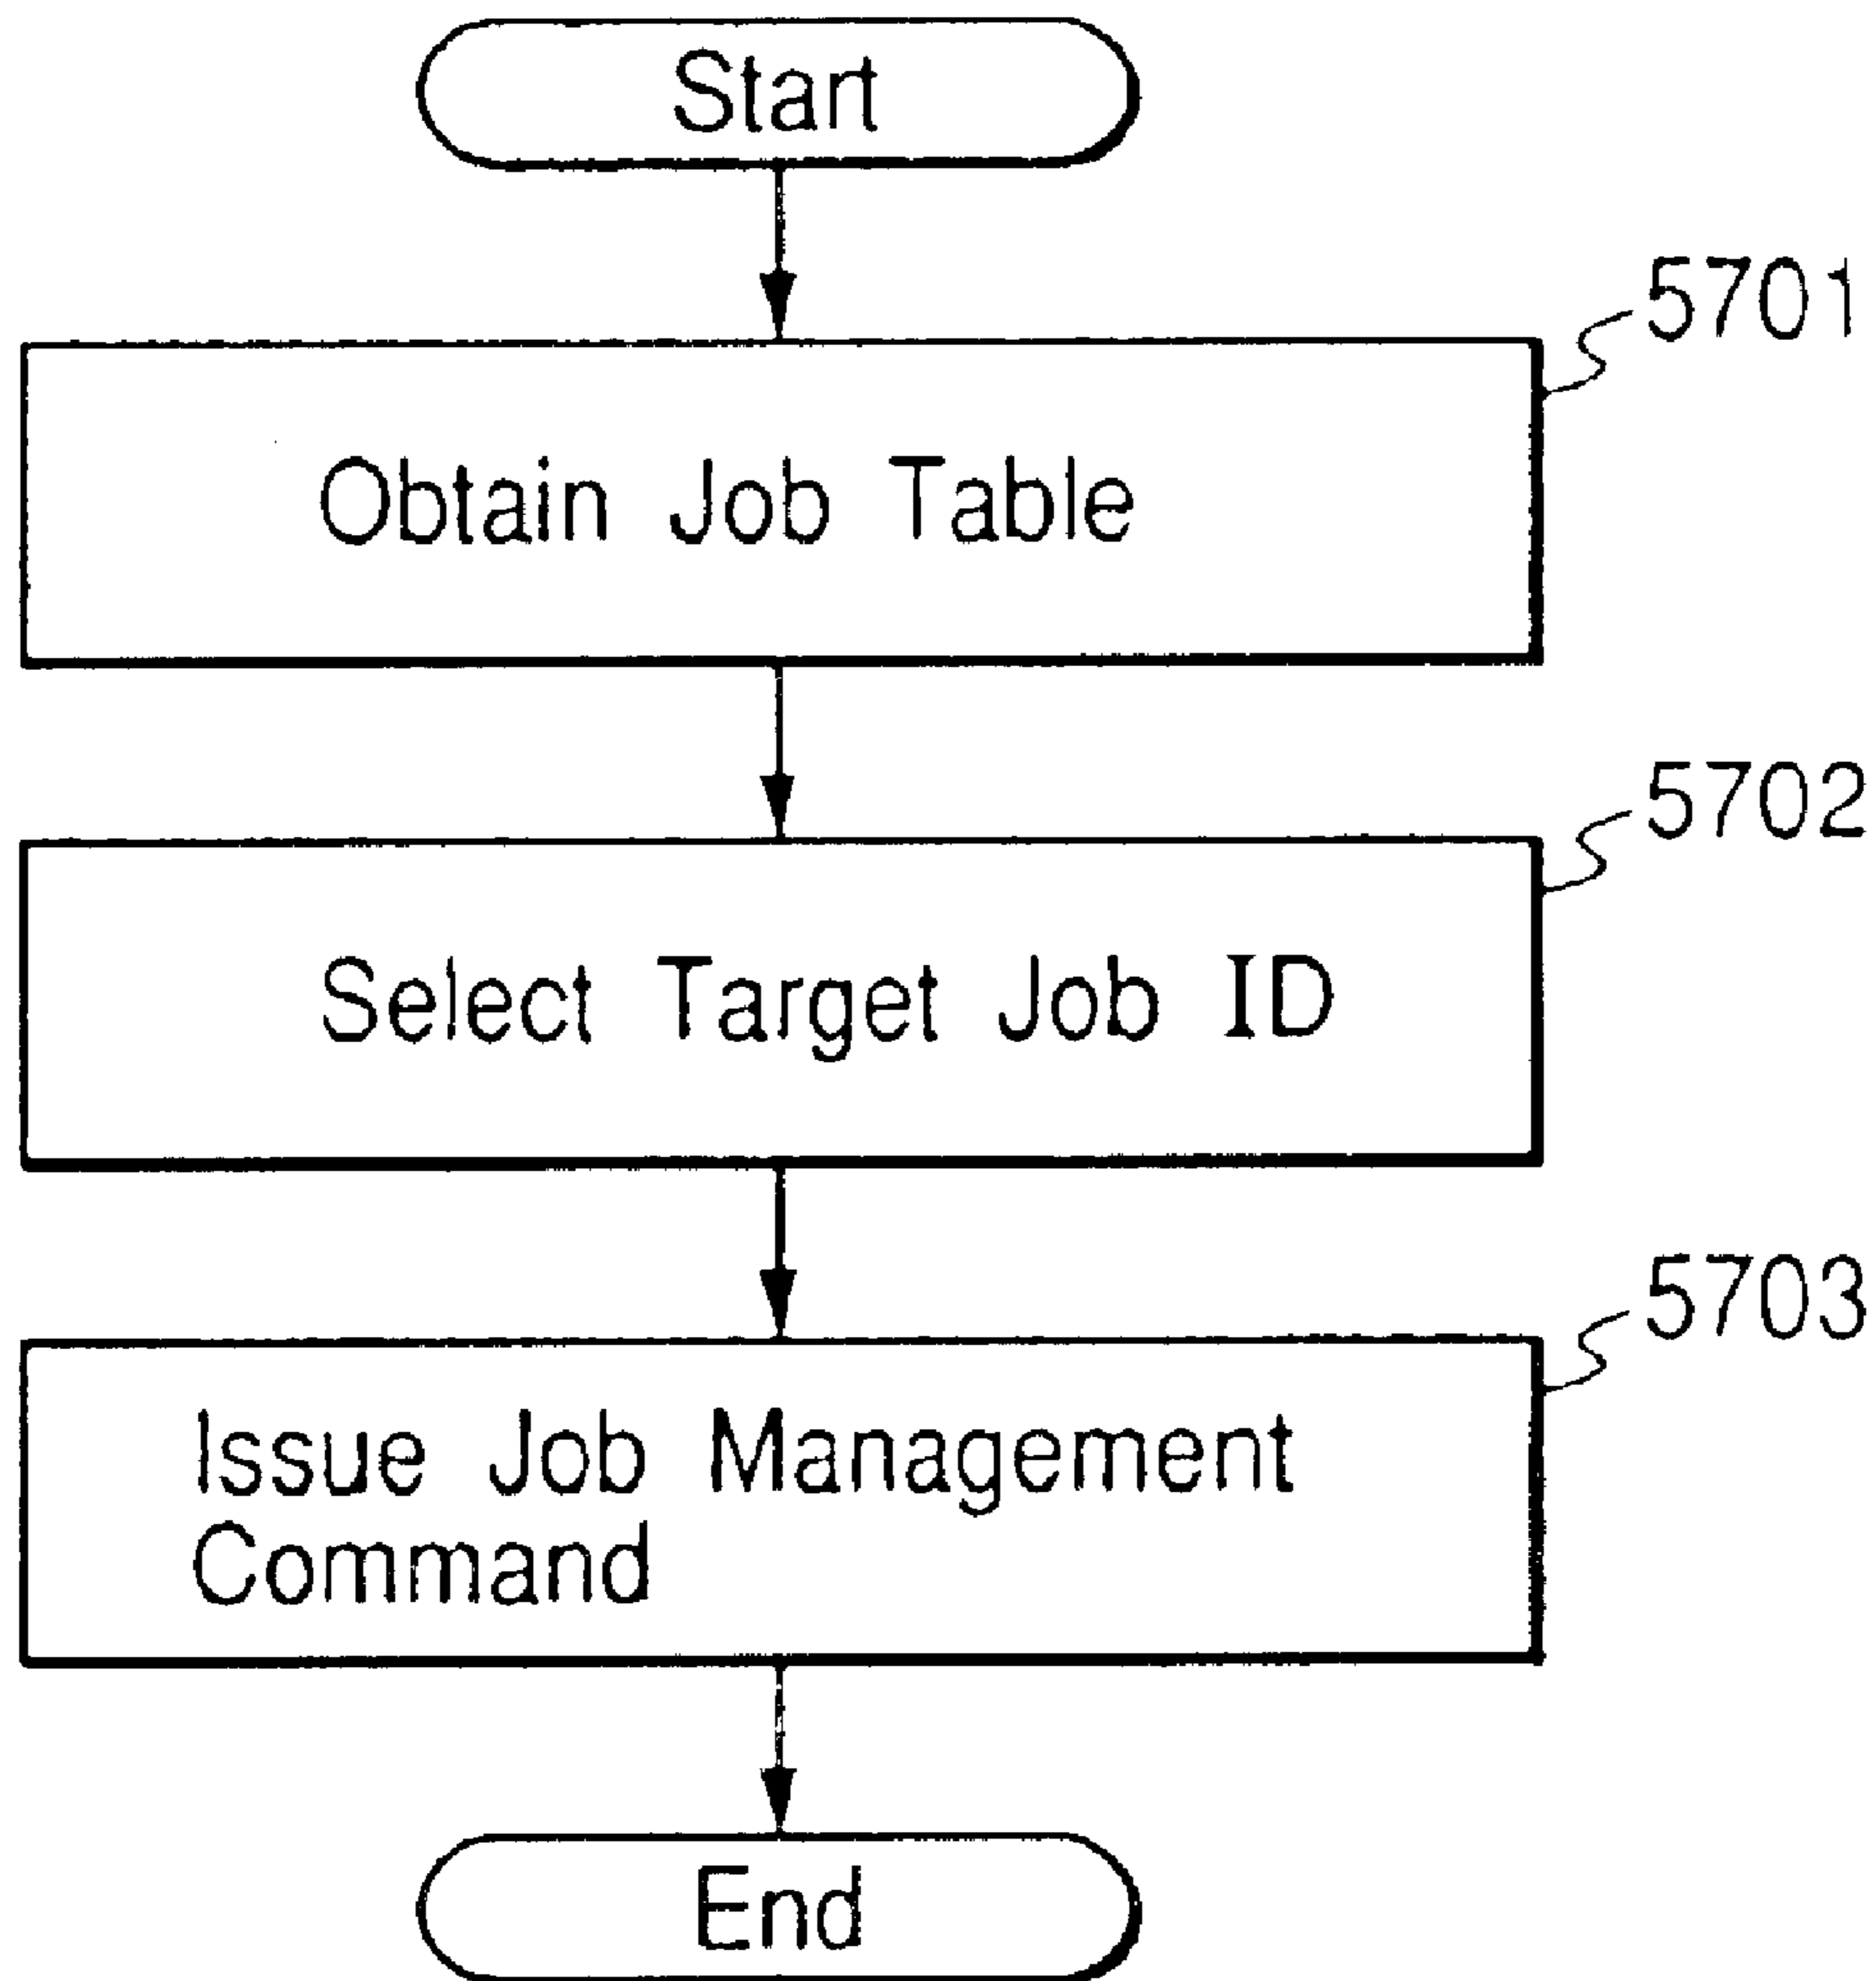 Start
5701
Obtain Job Table
5702
Select Target Job ID
5703
Issue Job Management
Command
End